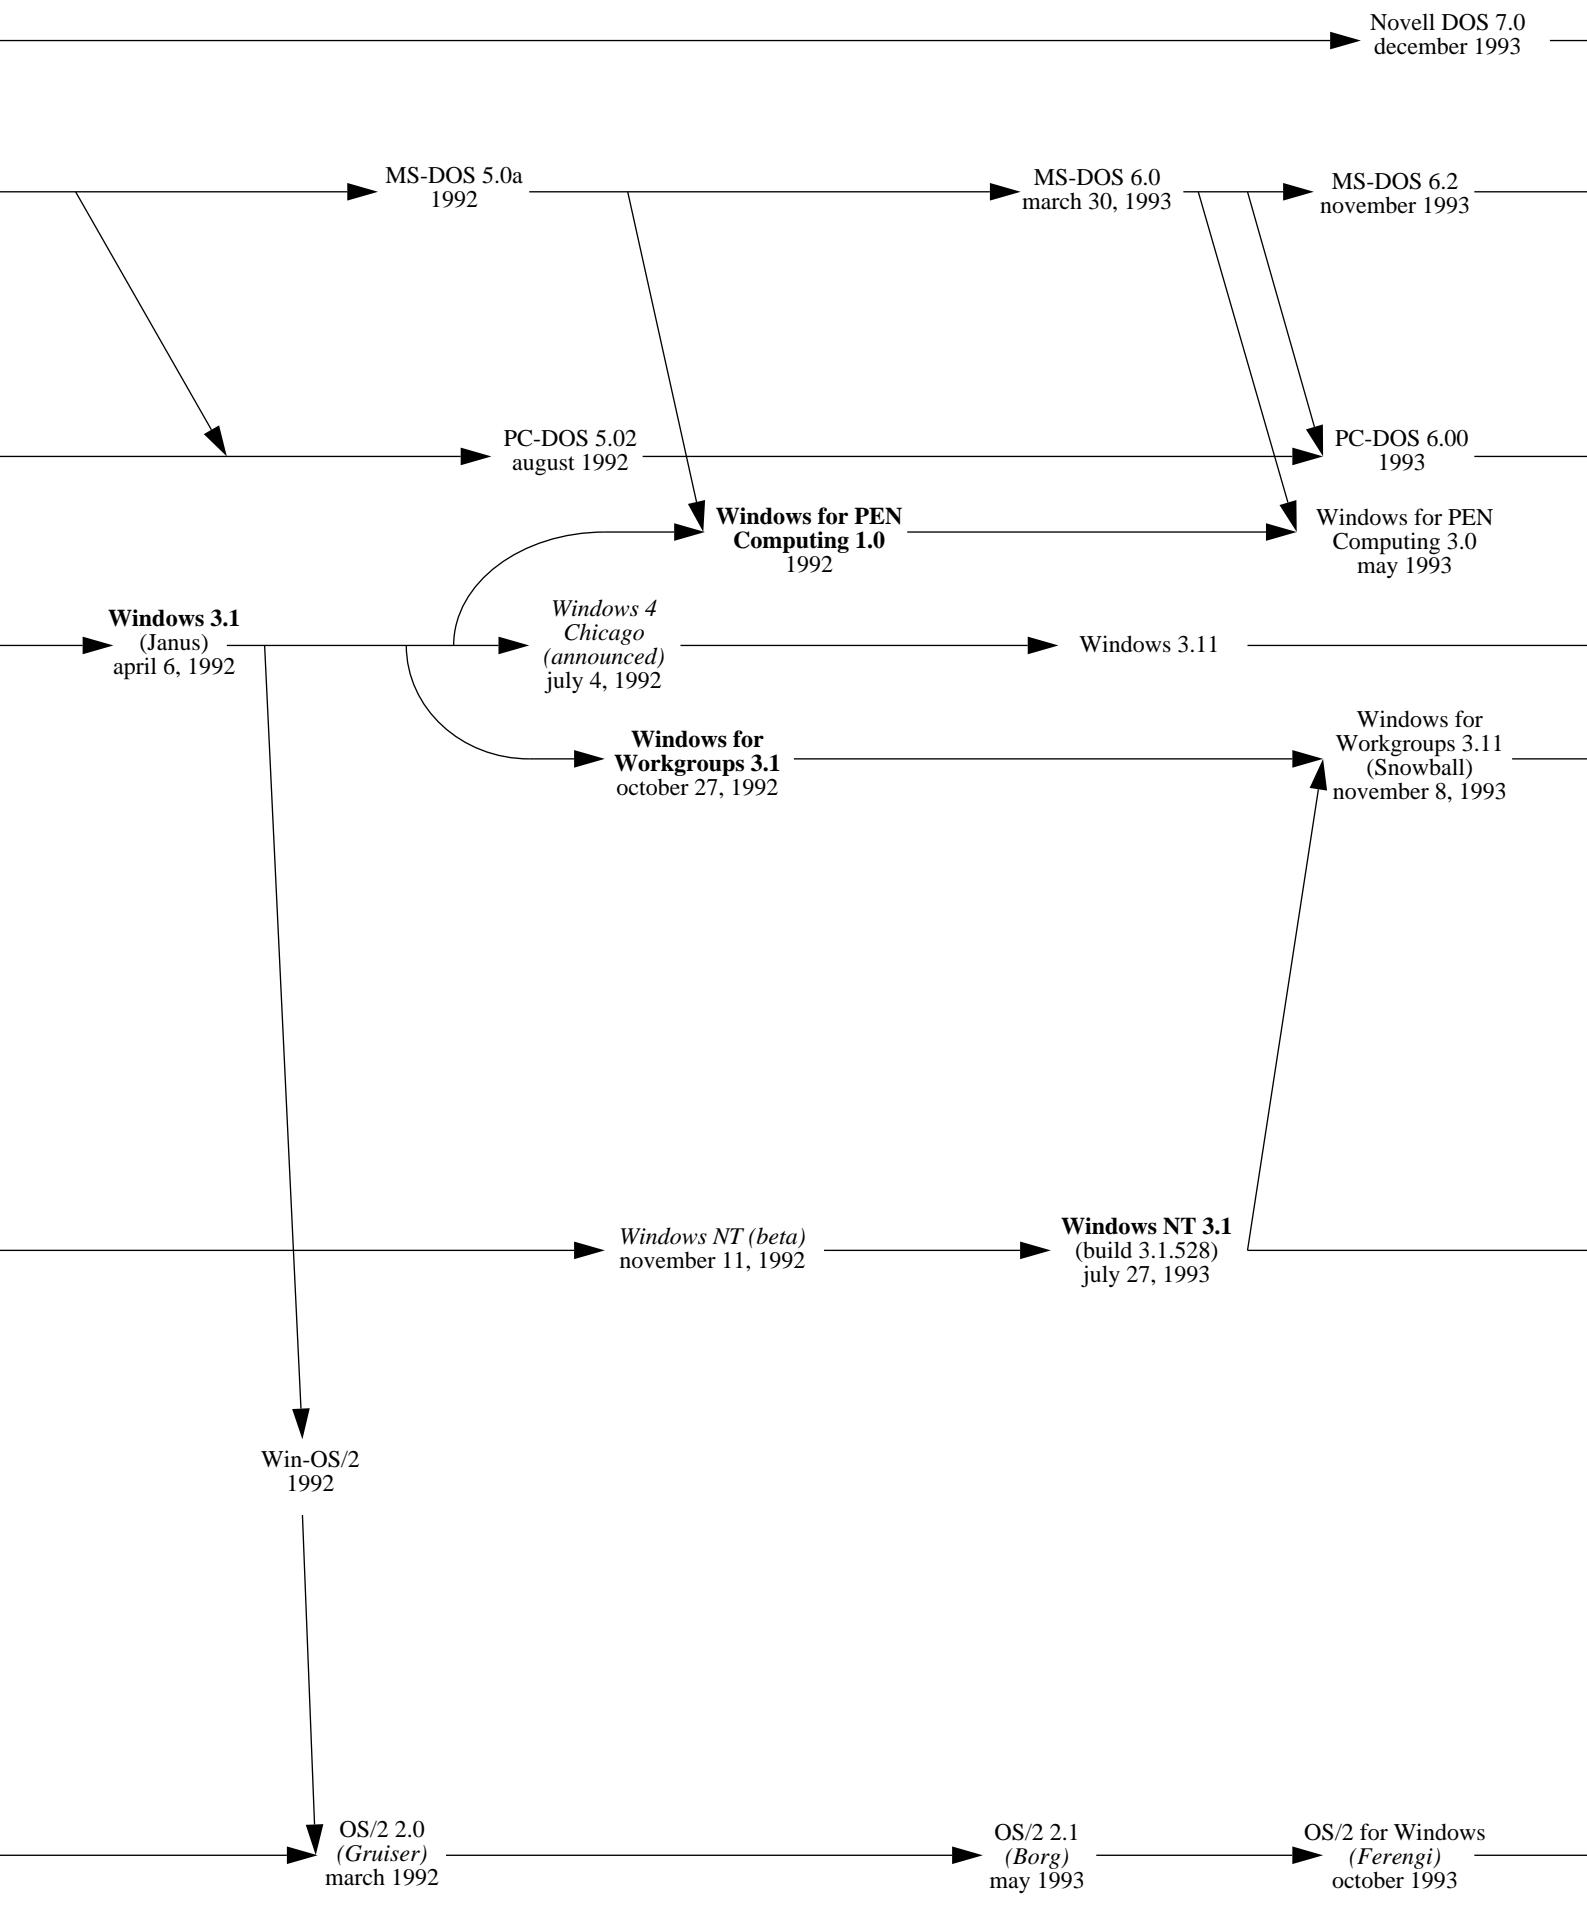 Novell DOS 7.0
december 1993
MS-DOS 5.0a
1992
MS-DOS 6.0
march 30, 1993
MS-DOS 6.2
november 1993
PC-DOS 5.02
august 1992
PC-DOS 6.00
1993
Windows for PEN
Computing 1.0
1992
Windows for PEN
Computing 3.0
may 1993
Windows 3.1
(Janus)
april 6, 1992
Windows 4
Chicago
(announced)
july 4, 1992
Windows 3.11
Windows for
Workgroups 3.1
october 27, 1992
Windows for
Workgroups 3.11
(Snowball)
november 8, 1993
Windows NT (beta)
november 11, 1992
Windows NT 3.1
(build 3.1.528)
july 27, 1993
Win-OS/2
1992
OS/2 2.0
(Gruiser)
march 1992
OS/2 2.1
(Borg)
may 1993
OS/2 for Windows
(Ferengi)
october 1993